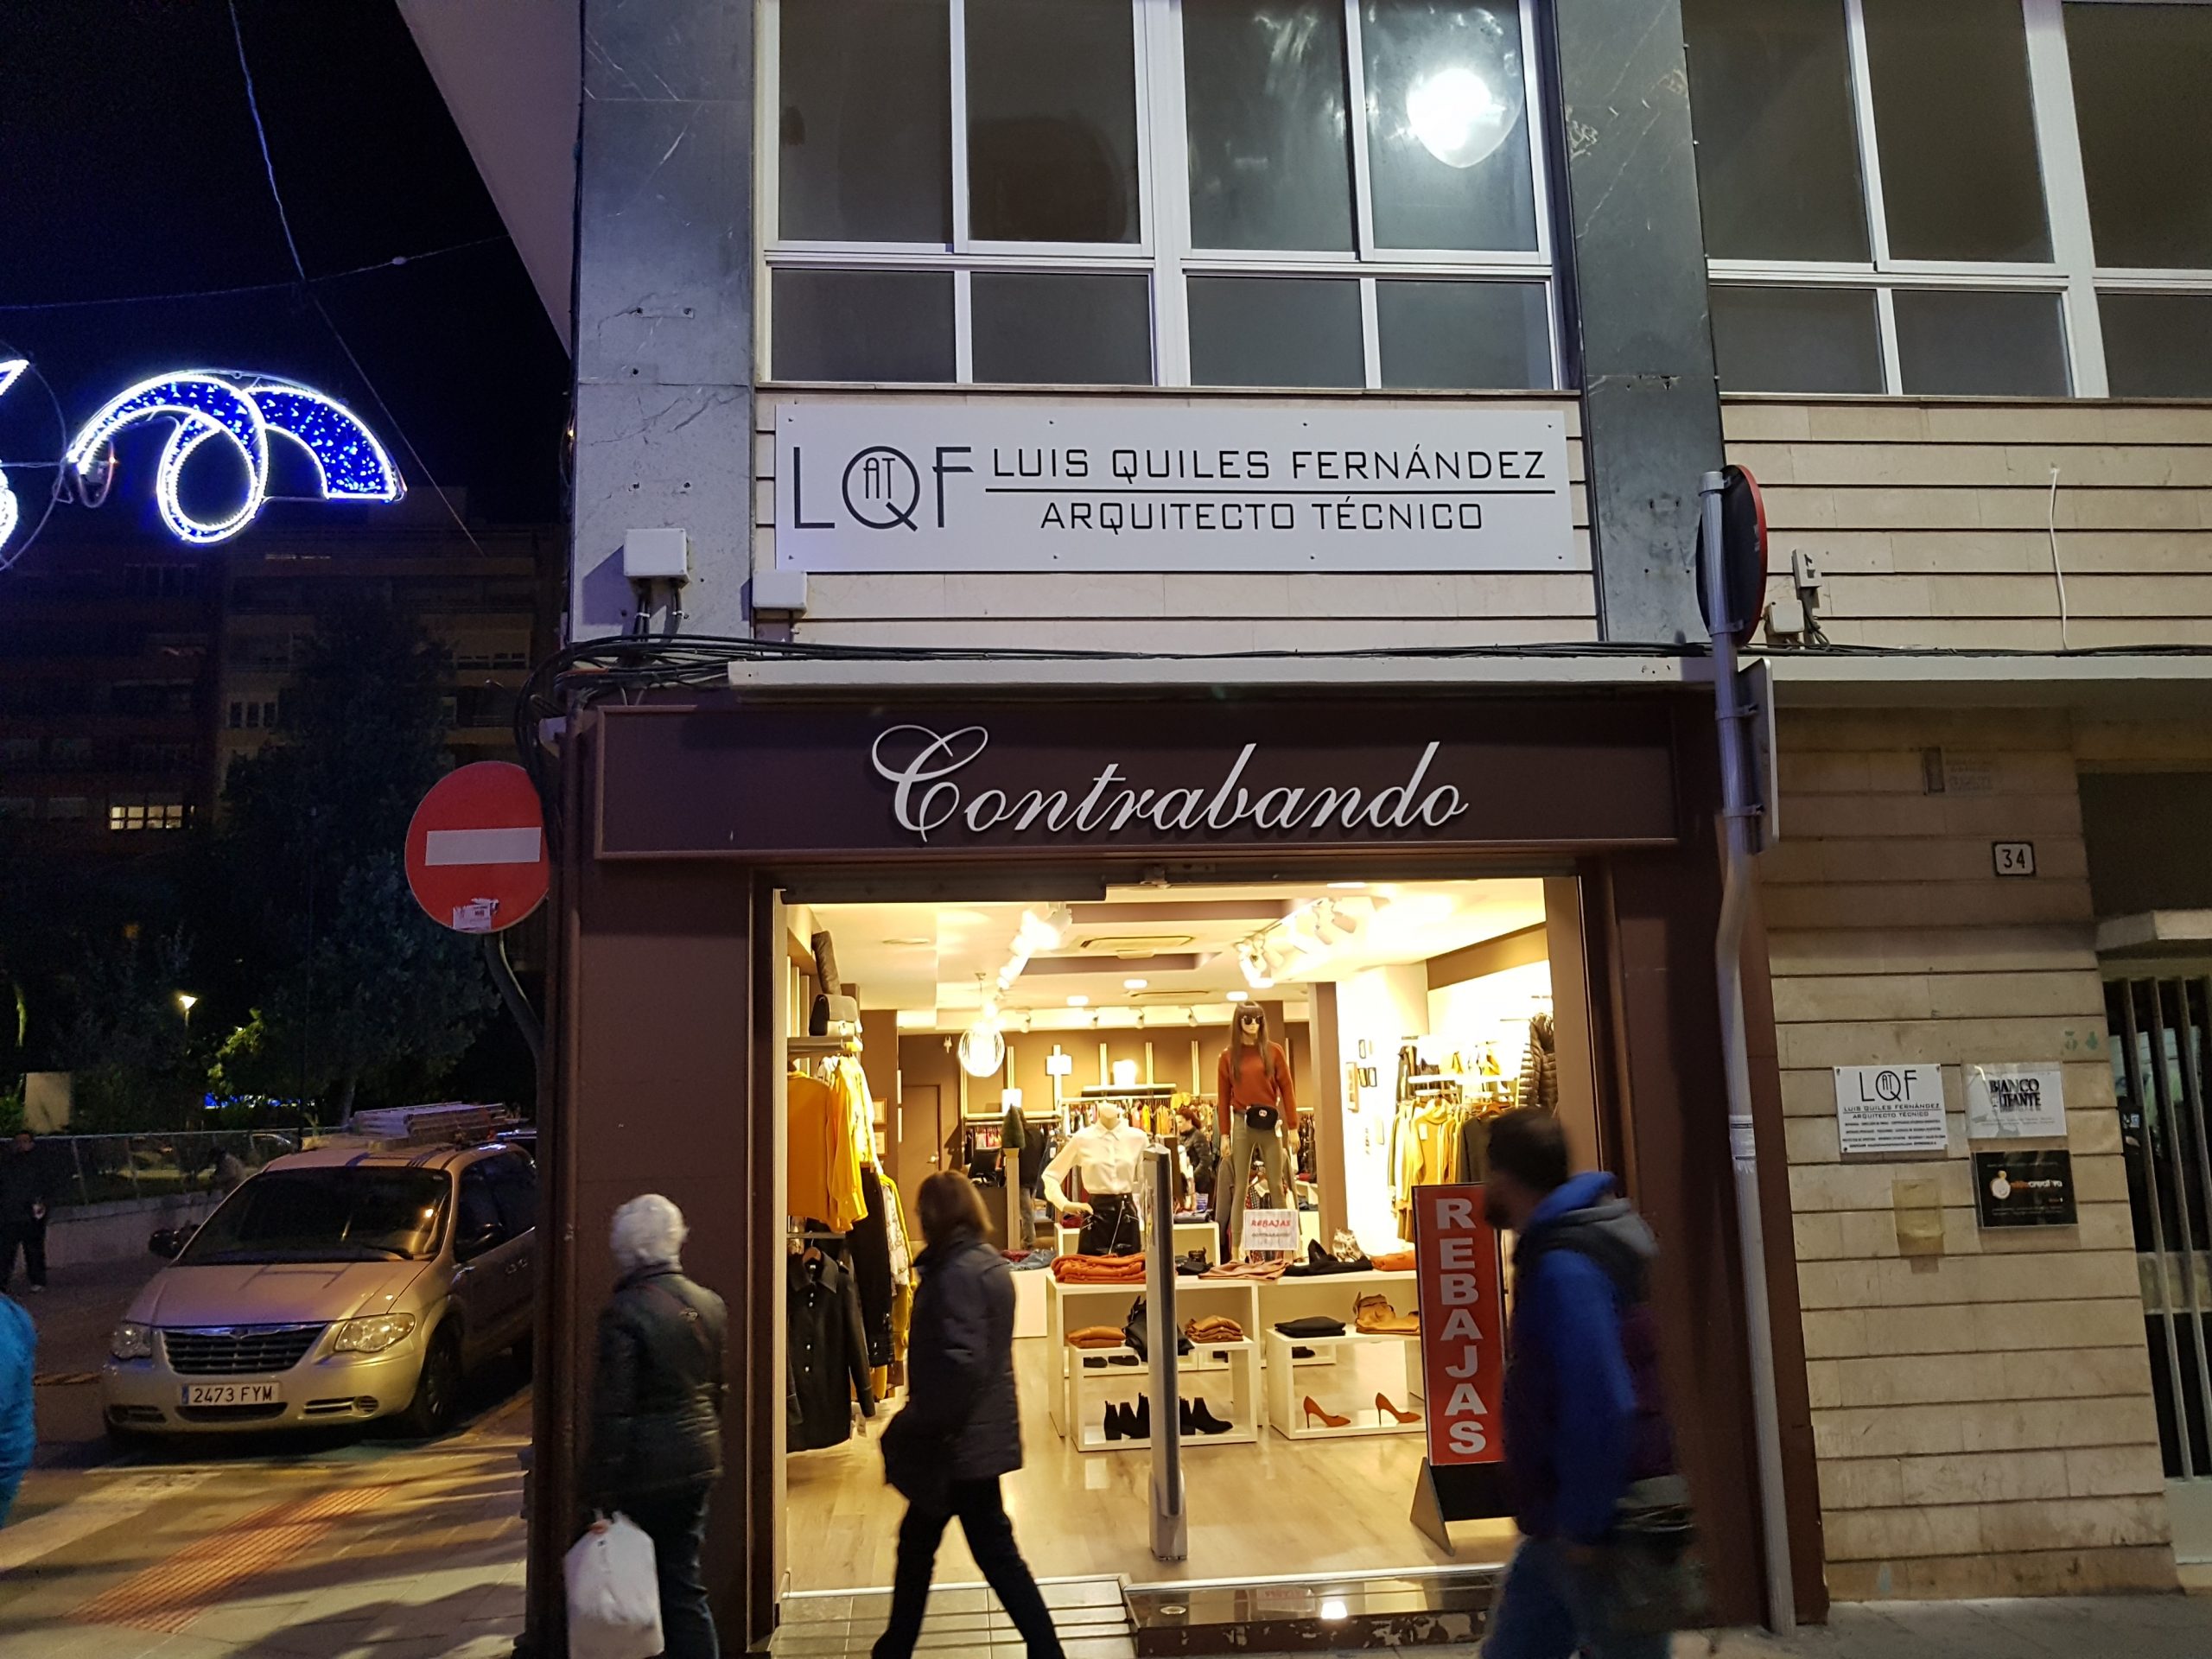 LQF
AT
LUIS QUILES FERNÁNDEZ
ARQUITECTO TÉCNICO
Contrabando
34
LQF
AT
LUIS QUILES FERNÁNDEZ
ARQUITECTO TÉCNICO
BIANCO
REBAJAS
REBAJAS
2473 FYM